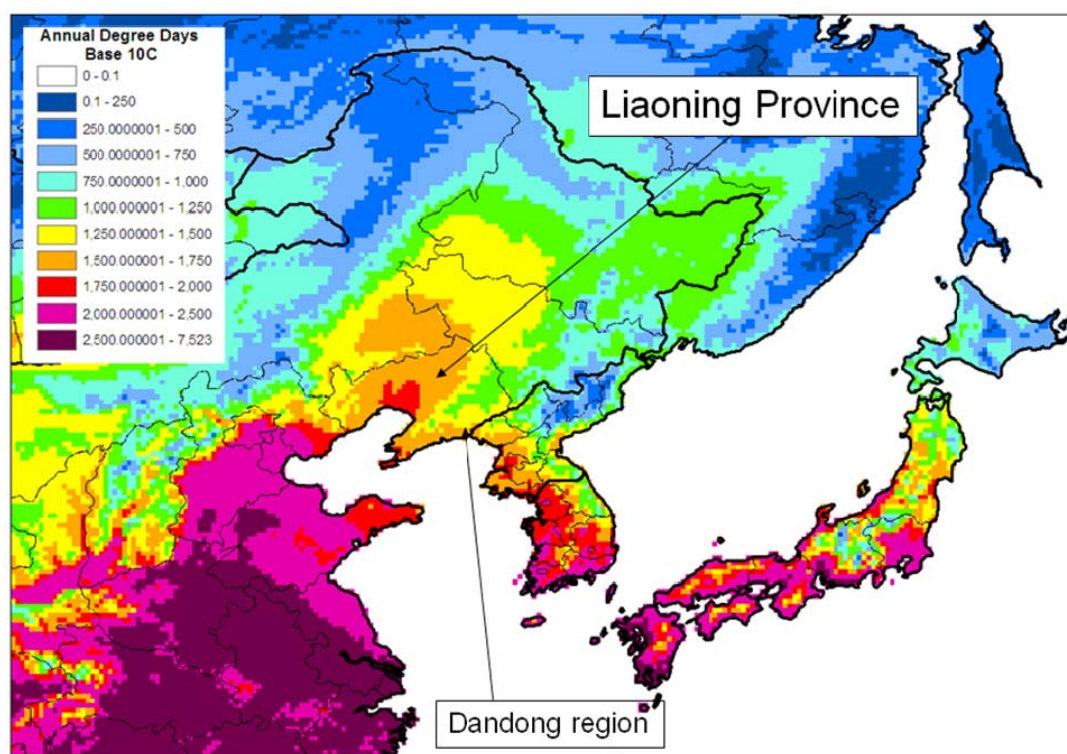 Annual Degree Days
Base 10C
0 - 0.1
0.1 - 250
250.0000001 - 500
500.0000001 - 750
750.0000001 - 1,000
1,000.000001 - 1,250
1,250.000001 - 1,500
1,500.000001 - 1,750
1,750.000001 - 2,000
2,000.000001 - 2,500
2,500.000001 - 7,523
Liaoning Province
Dandong region